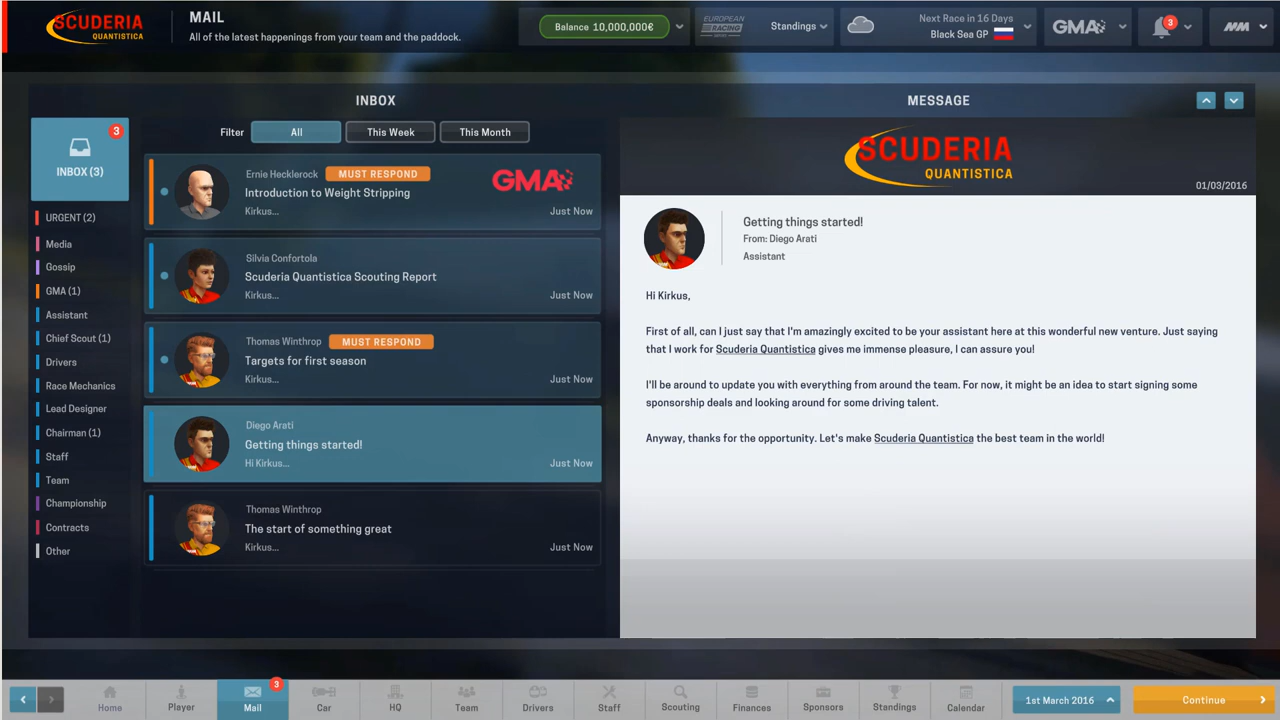 SCUDERIA
QUANTISTICA
MAIL
All of the latest happenings from your team and the paddock.
Balance 10,000,000€
EUROPEAN
RACING
Standings
Next Race in 16 Days
Black Sea GP
GMA
3
INBOX
MESSAGE
3
INBOX (3)
URGENT (2)
Media
Gossip
GMA (1)
Assistant
Chief Scout (1)
Drivers
Race Mechanics
Lead Designer
Chairman (1)
Staff
Team
Championship
Contracts
Other
Filter All This Week This Month
Ernie Hecklerock MUST RESPOND
Introduction to Weight Stripping
Kirkus... Just Now
GMA
Silvia Confortola
Scuderia Quantistica Scouting Report
Kirkus... Just Now
Thomas Winthrop MUST RESPOND
Targets for first season
Kirkus... Just Now
Diego Arati
Getting things started!
Hi Kirkus... Just Now
Thomas Winthrop
The start of something great
Kirkus... Just Now
SCUDERIA
QUANTISTICA
01/03/2016
Getting things started!
From: Diego Arati
Assistant
Hi Kirkus,
First of all, can I just say that I'm amazingly excited to be your assistant here at this wonderful new venture. Just saying
that I work for Scuderia Quantistica gives me immense pleasure, I can assure you!
I'll be around to update you with everything from around the team. For now, it might be an idea to start signing some
sponsorship deals and looking around for some driving talent.
Anyway, thanks for the opportunity. Let's make Scuderia Quantistica the best team in the world!
Home
Player
3
Mail
Car
HQ
Team
Drivers
Staff
Scouting
Finances
Sponsors
Standings
Calendar
1st March 2016
Continue